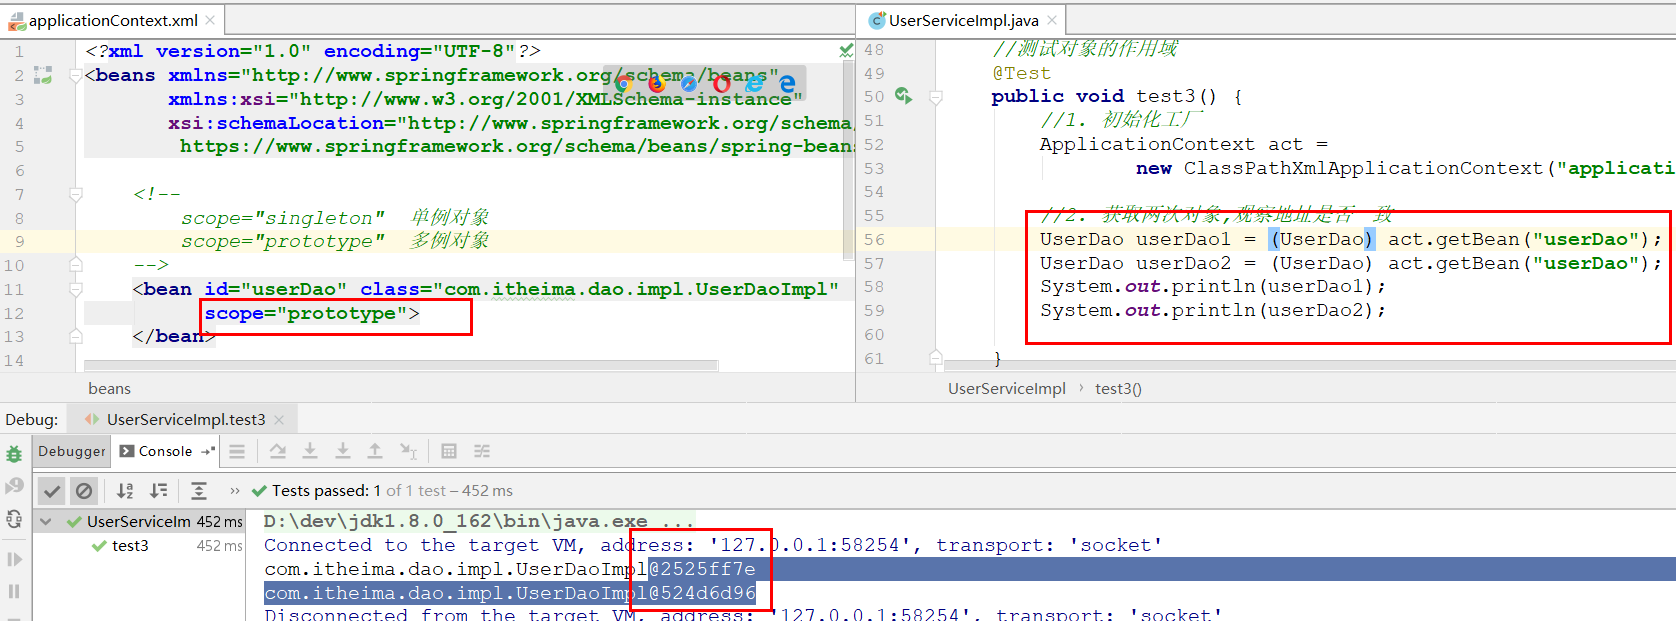 applicationContext.xml
1 <?xml version="1.0" encoding="UTF-8"?>
2 <beans xmlns="http://www.springframework.org/schema/beans"
3 xmlns:xsi="http://www.w3.org/2001/XMLSchema-instance"
4 xsi:schemaLocation="http://www.springframework.org/schema/
5 https://www.springframework.org/schema/beans/spring-beans
6
7 <!--
8 scope="singleton" 单例对象
9 scope="prototype" 多例对象
10 -->
11 <bean id="userDao" class="com.itheima.dao.impl.UserDaoImpl"
12 scope="prototype">
13 </bean>
14
beans
UserServiceImpl.java
48 //测试对象的作用域
49 @Test
50 public void test3() {
51 //1. 初始化工厂
52 ApplicationContext act =
53 new ClassPathXmlApplicationContext("applicati
54
55 //2. 获取两次对象,观察地址是否一致
56 UserDao userDao1 = (UserDao) act.getBean("userDao");
57 UserDao userDao2 = (UserDao) act.getBean("userDao");
58 System.out.println(userDao1);
59 System.out.println(userDao2);
60
61 }
UserServiceImpl › test3()
Debug: UserServiceImpl.test3
Debugger Console
Tests passed: 1 of 1 test – 452 ms
UserServiceIm 452 ms
test3 452 ms
D:\dev\jdk1.8.0_162\bin\java.exe ...
Connected to the target VM, address: '127.0.0.1:58254', transport: 'socket'
com.itheima.dao.impl.UserDaoImpl@2525ff7e
com.itheima.dao.impl.UserDaoImpl@524d6d96
Disconnected from the target VM, address: '127.0.0.1:58254', transport: 'socket'